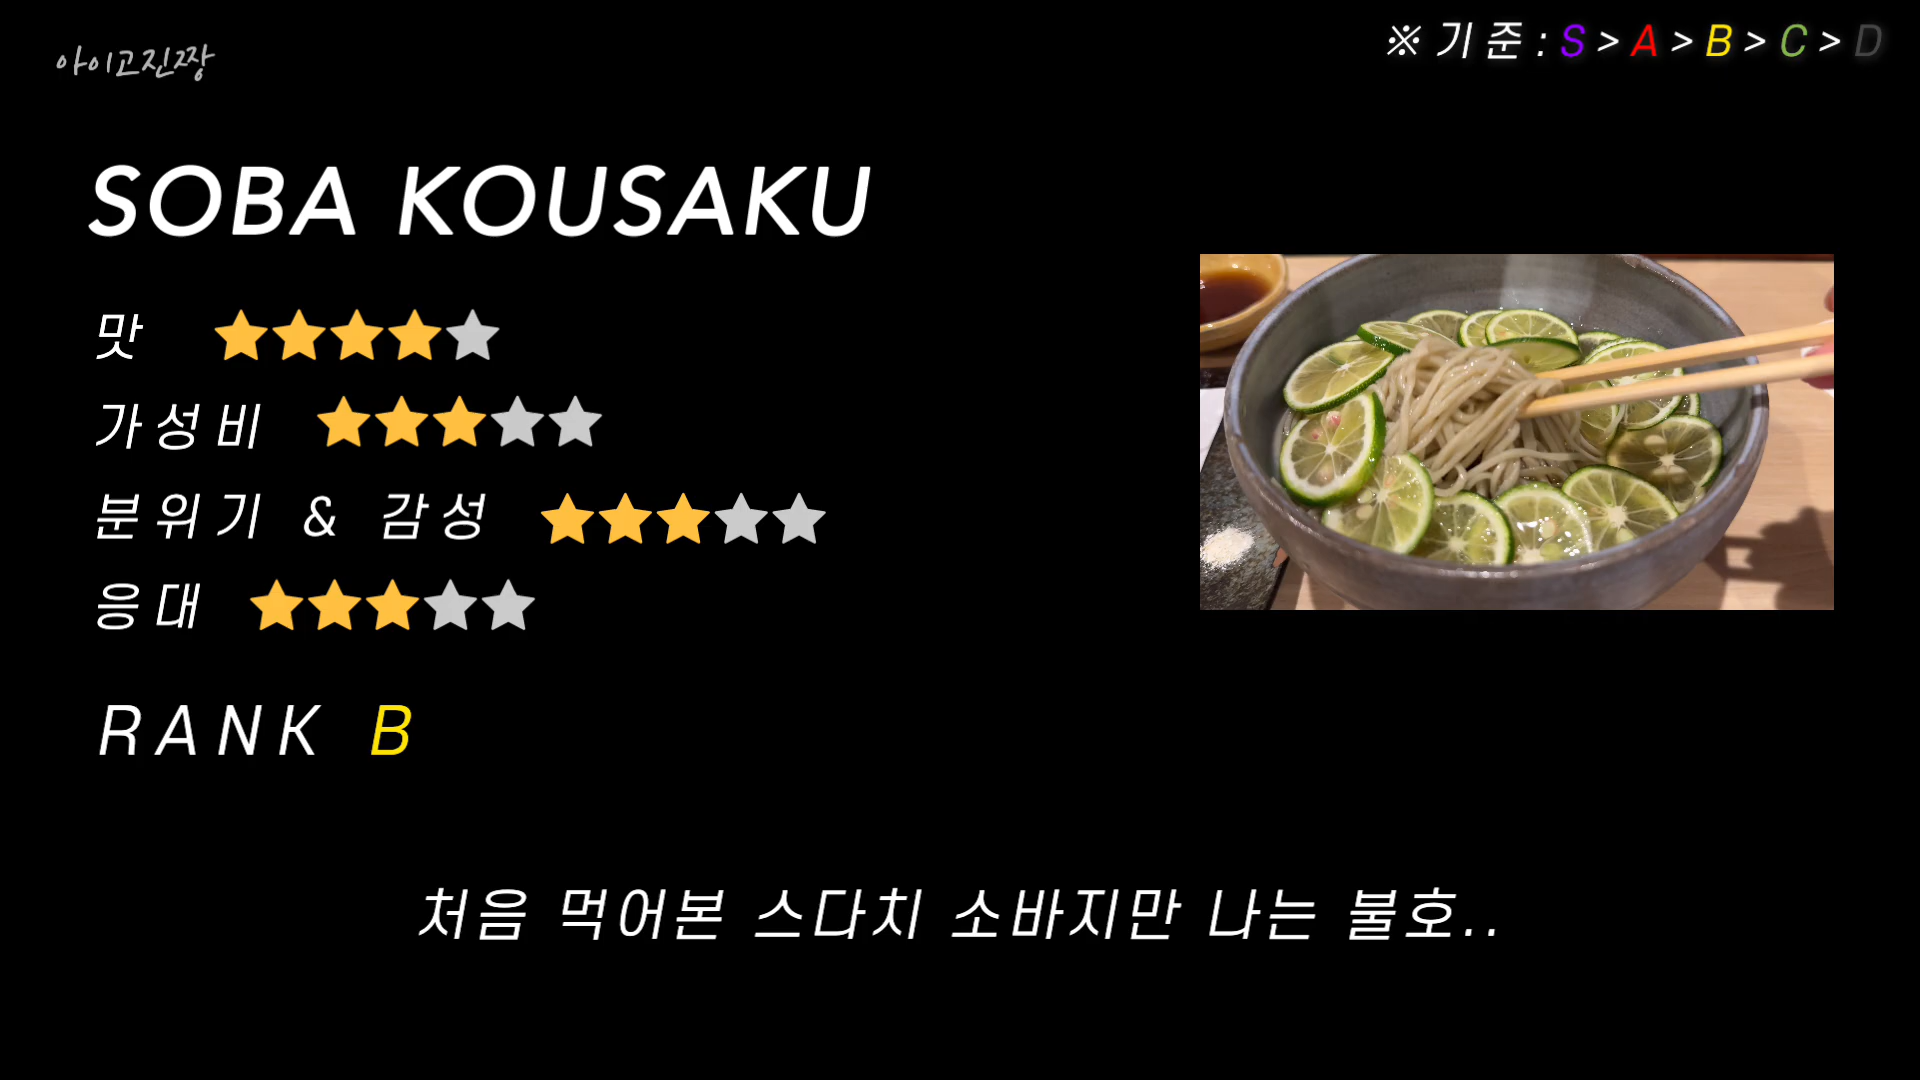 아이고진짱
※기준:S>A>B>C>D
SOBA KOUSAKU
맛 ★★★★★
가성비 ★★★★★
분위기 & 감성 ★★★★★
응대 ★★★★★
RANK B
처음 먹어본 스다치 소바지만 나는 불호..